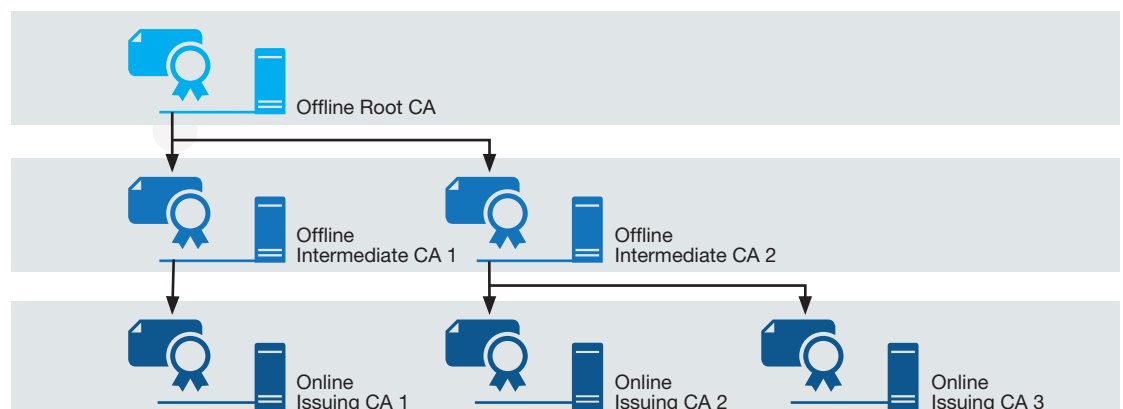 Offline Root CA
Offline
Intermediate CA 1
Offline
Intermediate CA 2
Online
Issuing CA 1
Online
Issuing CA 2
Online
Issuing CA 3